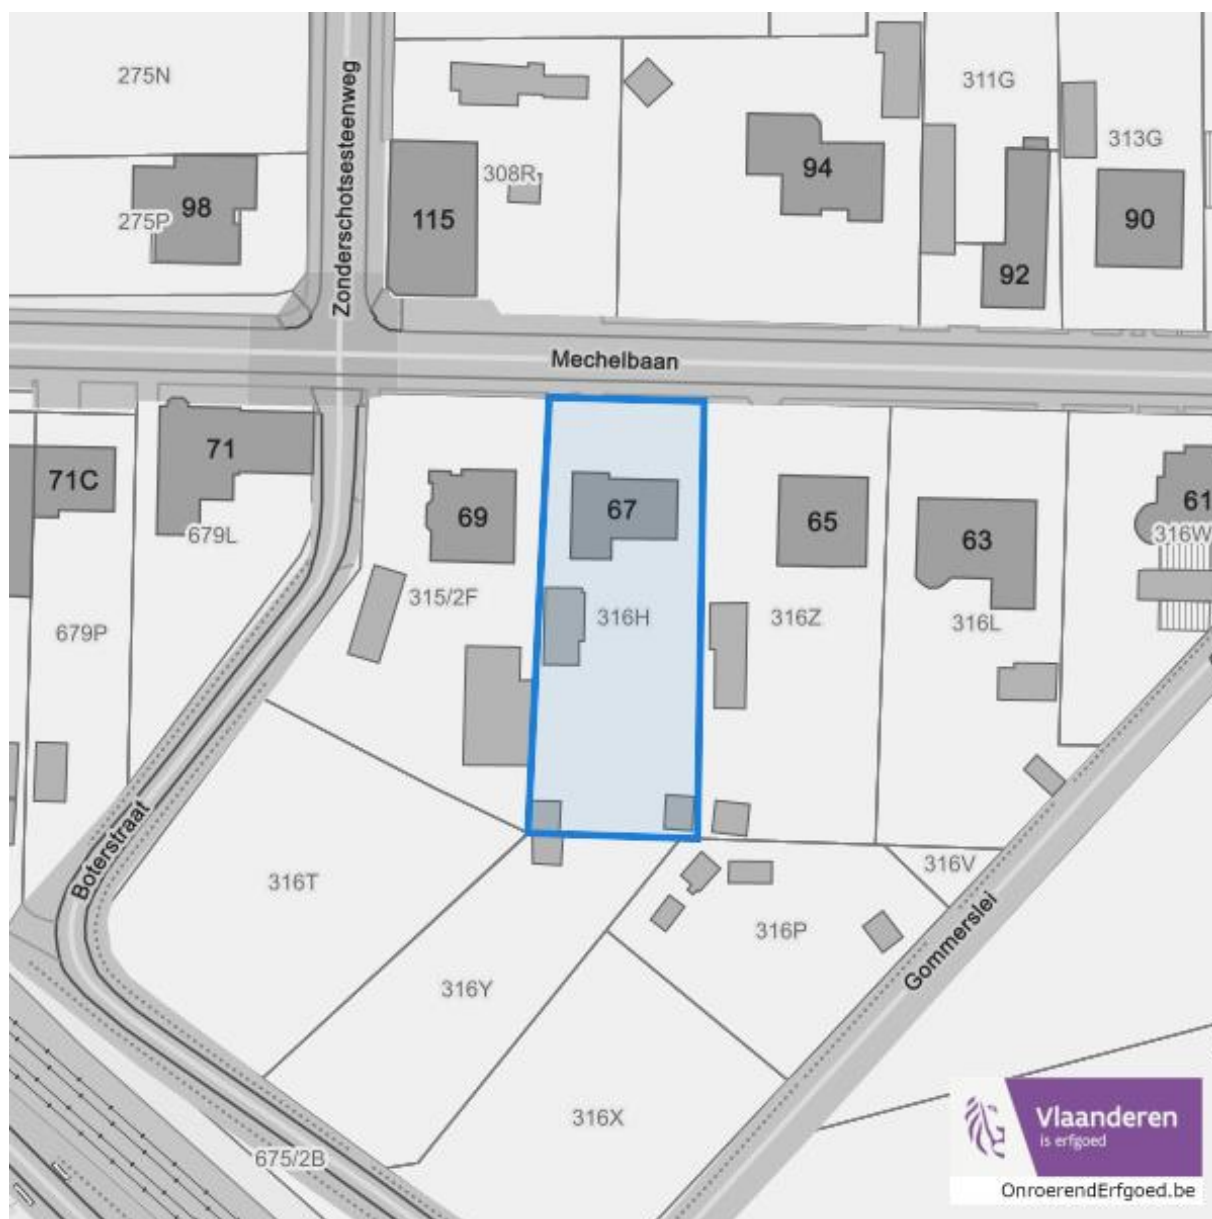 275N
Zonderschotsesteenweg
311G
313G
308R
94
98
275P
115
90
92
Mechelbaan
71
71C
679L
69
67
65
63
61
316W
679P
315/2F
316H
316Z
316L
Boterstraat
316T
316V
316P
Gommerslei
316Y
316X
675/2B
Vlaanderen
is erfgoed
OnroerendErfgoed.be